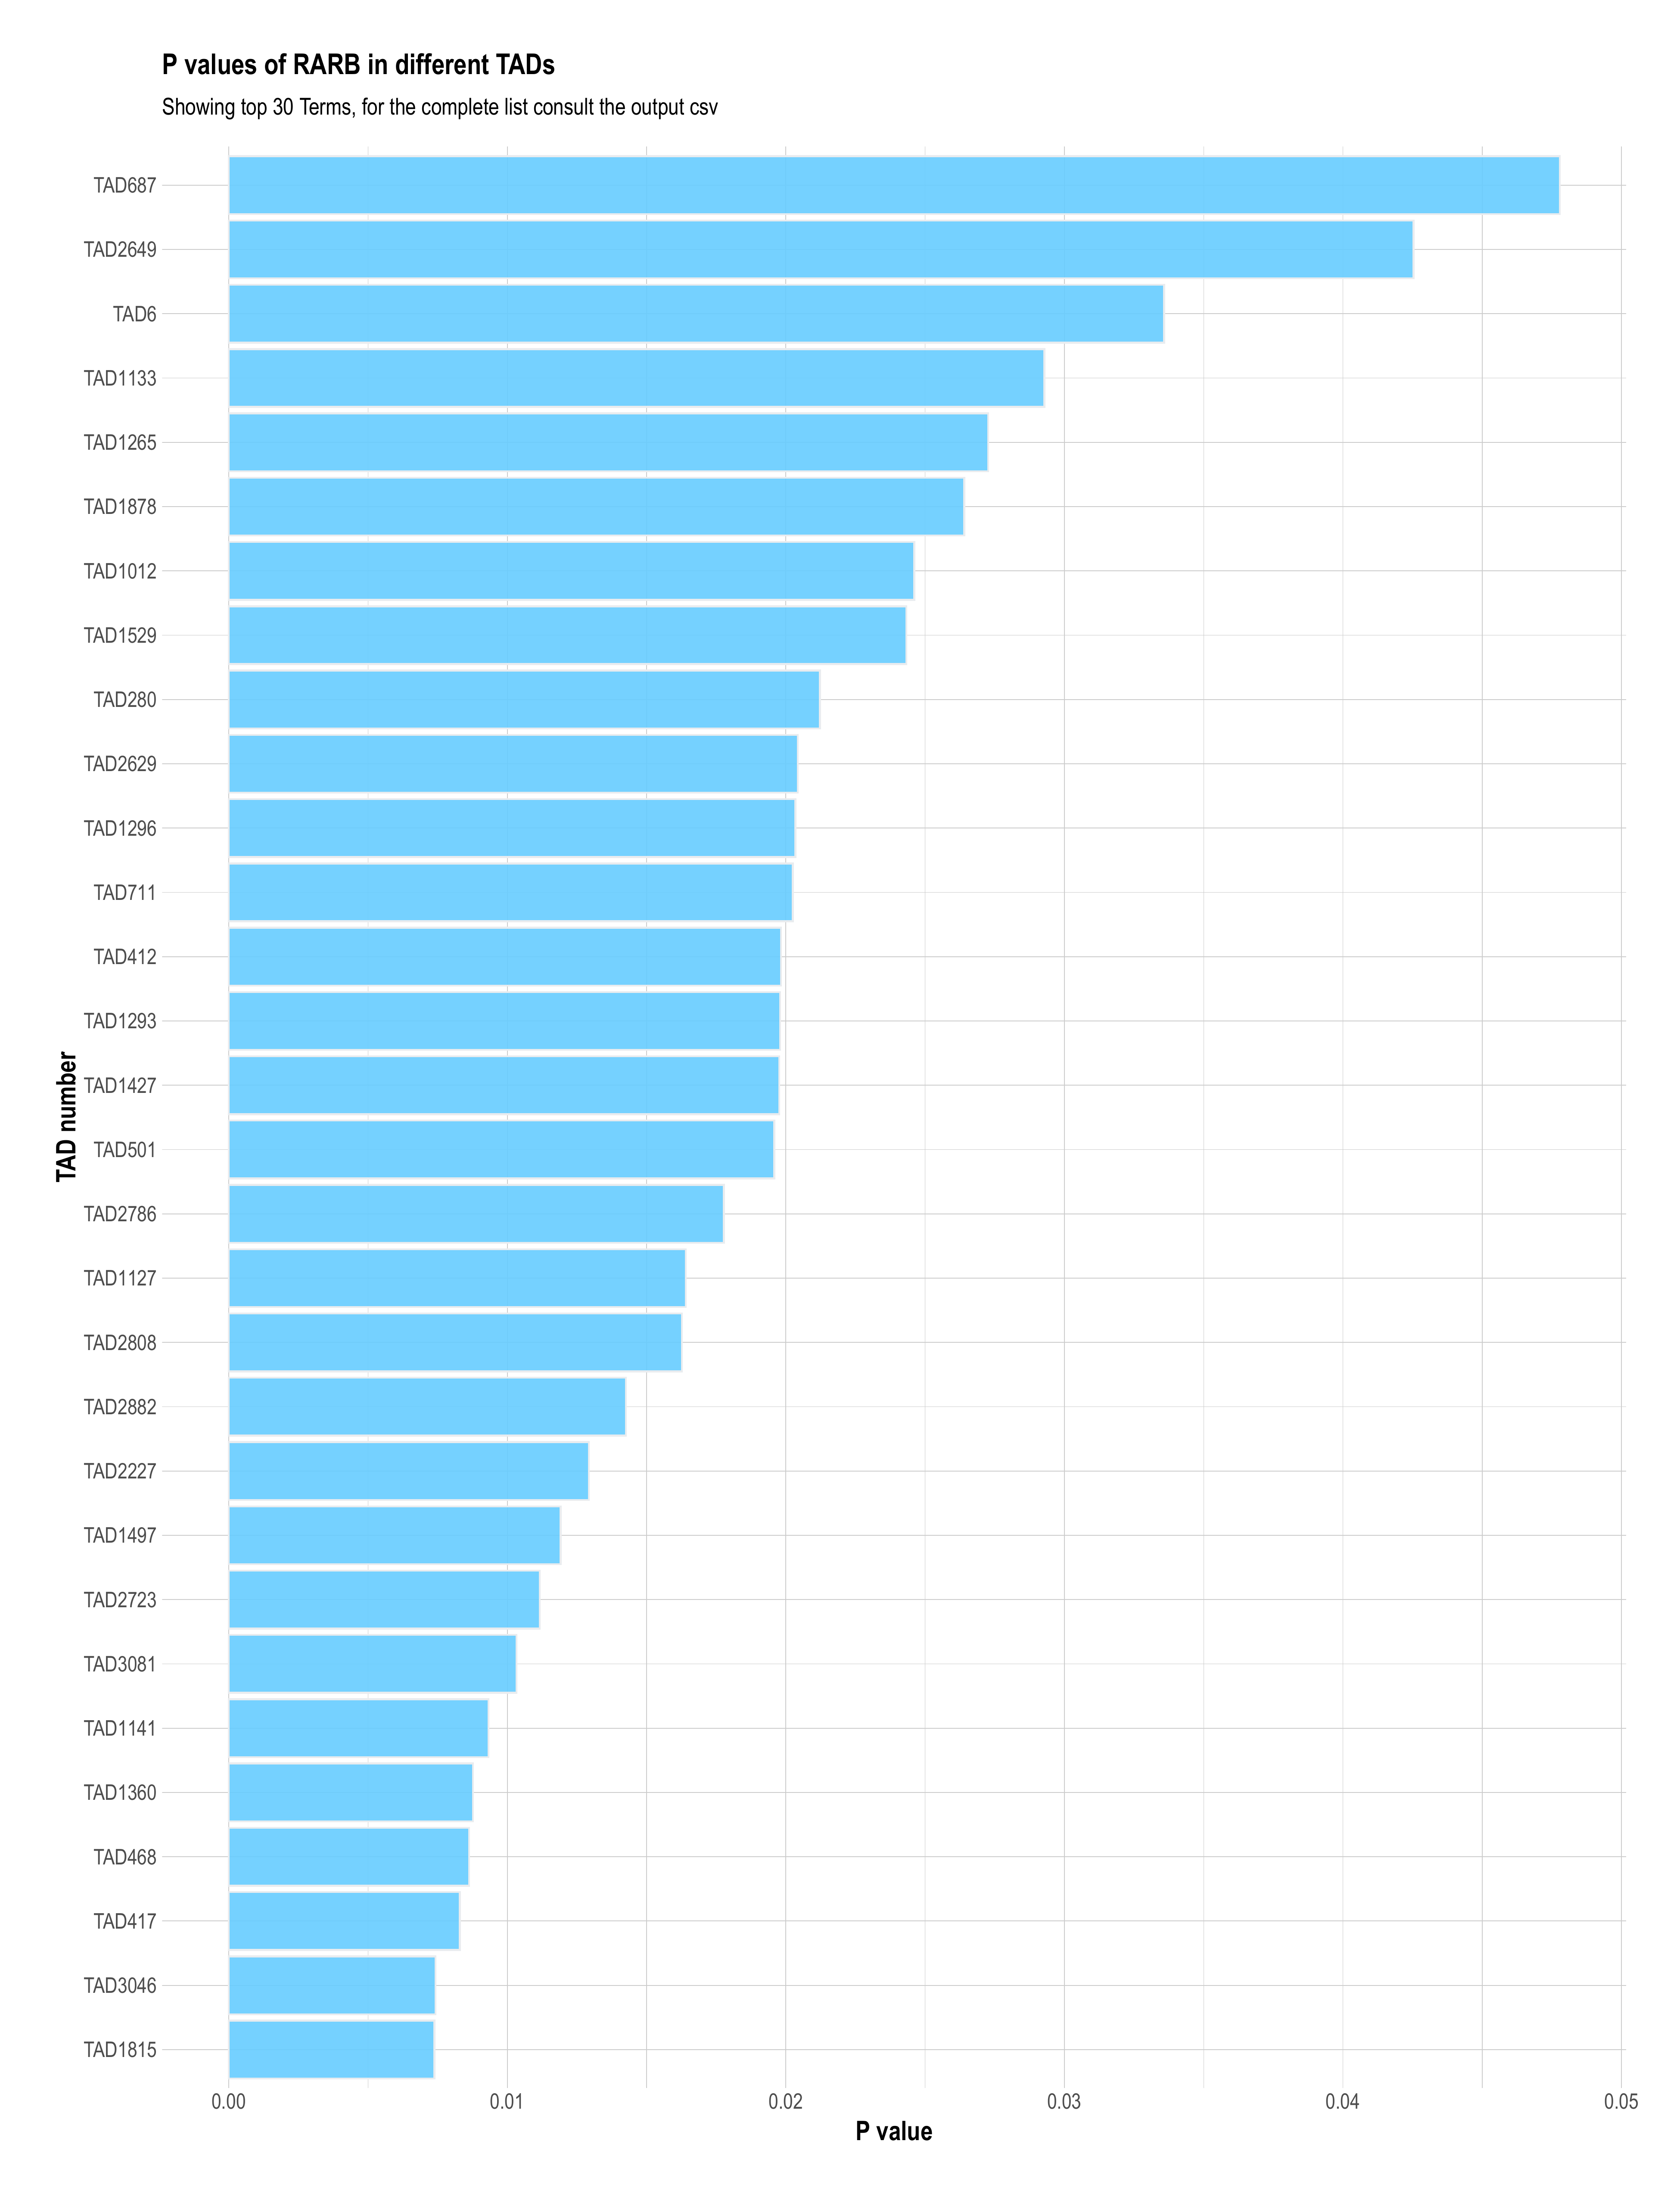 P values of RARB in different TADs
Showing top 30 Terms, for the complete list consult the output csv
TAD number
TAD687
TAD2649
TAD6
TAD1133
TAD1265
TAD1878
TAD1012
TAD1529
TAD280
TAD2629
TAD1296
TAD711
TAD412
TAD1293
TAD1427
TAD501
TAD2786
TAD1127
TAD2808
TAD2882
TAD2227
TAD1497
TAD2723
TAD3081
TAD1141
TAD1360
TAD468
TAD417
TAD3046
TAD1815
0.00 0.01 0.02 0.03 0.04 0.05
P value